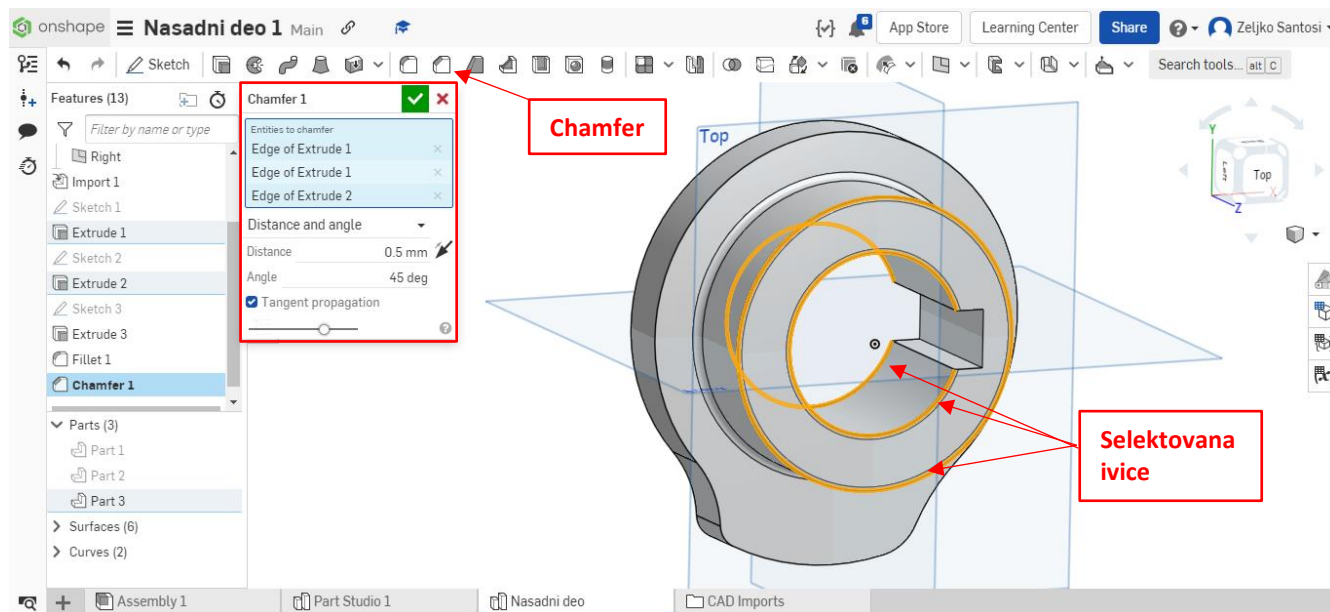 onshape Nasadni deo 1 Main 6 App Store Learning Center Share Zeljko Santosi
Sketch Search tools... alt C
Features (13)
Filter by name or type
Right
Import 1
Sketch 1
Extrude 1
Sketch 2
Extrude 2
Sketch 3
Extrude 3
Fillet 1
Chamfer 1
Parts (3)
Part 1
Part 2
Part 3
Surfaces (6)
Curves (2)
Chamfer 1
Entities to chamfer
Edge of Extrude 1
Edge of Extrude 1
Edge of Extrude 2
Distance and angle
Distance 0.5 mm
Angle 45 deg
Tangent propagation
Chamfer
Top
Y
Left
Top
X
Z
Selektovana
ivice
Assembly 1 Part Studio 1 Nasadni deo CAD Imports